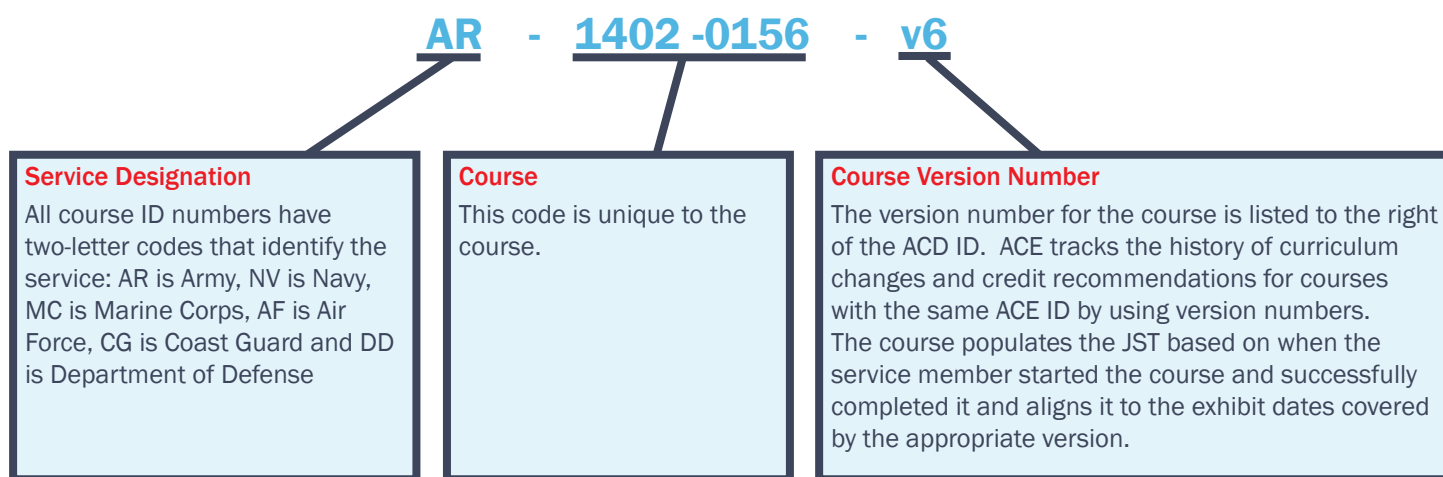 AR - 1402 -0156 - v6
Service Designation
All course ID numbers have
two-letter codes that identify the
service: AR is Army, NV is Navy,
MC is Marine Corps, AF is Air
Force, CG is Coast Guard and DD
is Department of Defense
Course
This code is unique to the
course.
Course Version Number
The version number for the course is listed to the right
of the ACD ID.  ACE tracks the history of curriculum
changes and credit recommendations for courses
with the same ACE ID by using version numbers.
The course populates the JST based on when the
service member started the course and successfully
completed it and aligns it to the exhibit dates covered
by the appropriate version.